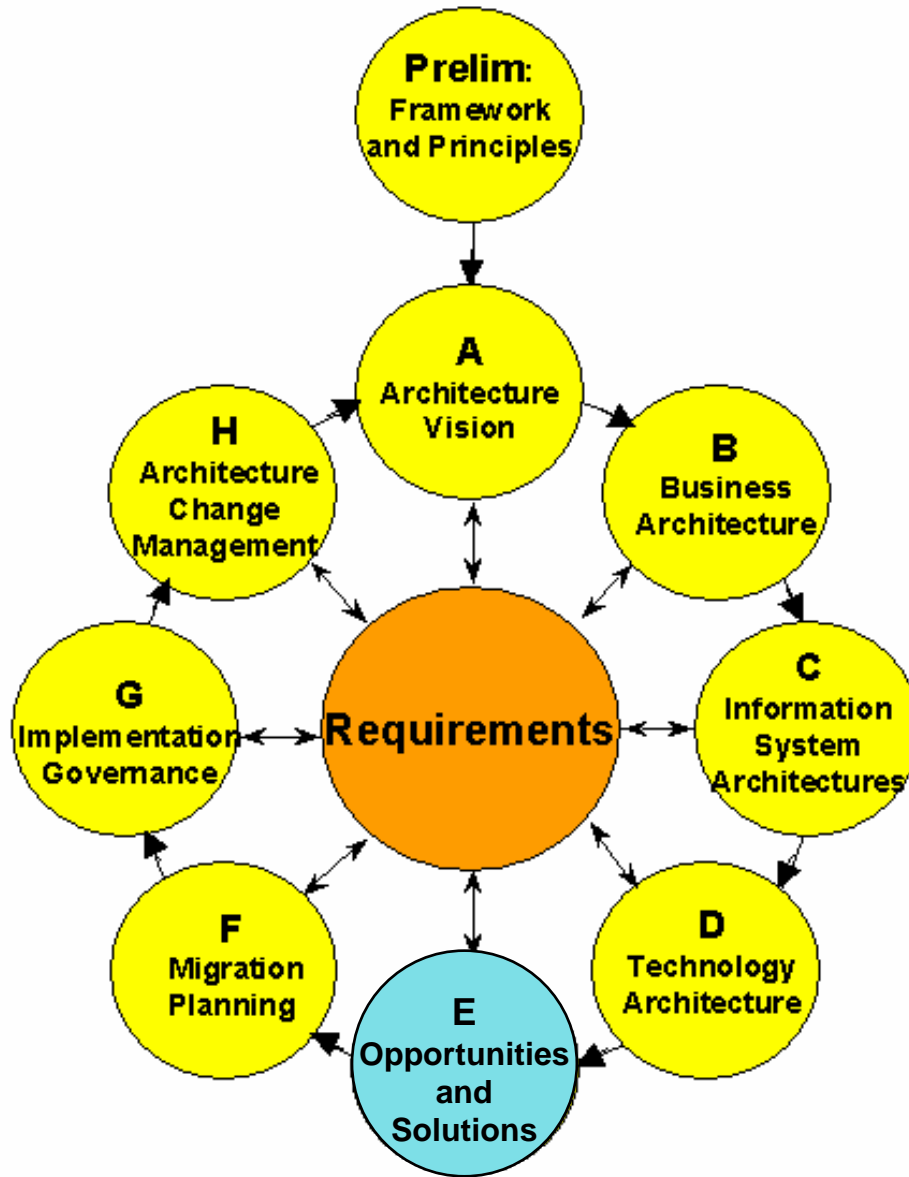 Prelim:
Framework
and Principles
A
Architecture
Vision
B
Business
Architecture
C
Information
System
Architectures
D
Technology
Architecture
E
Opportunities
and
Solutions
F
Migration
Planning
G
Implementation
Governance
H
Architecture
Change
Management
Requirements